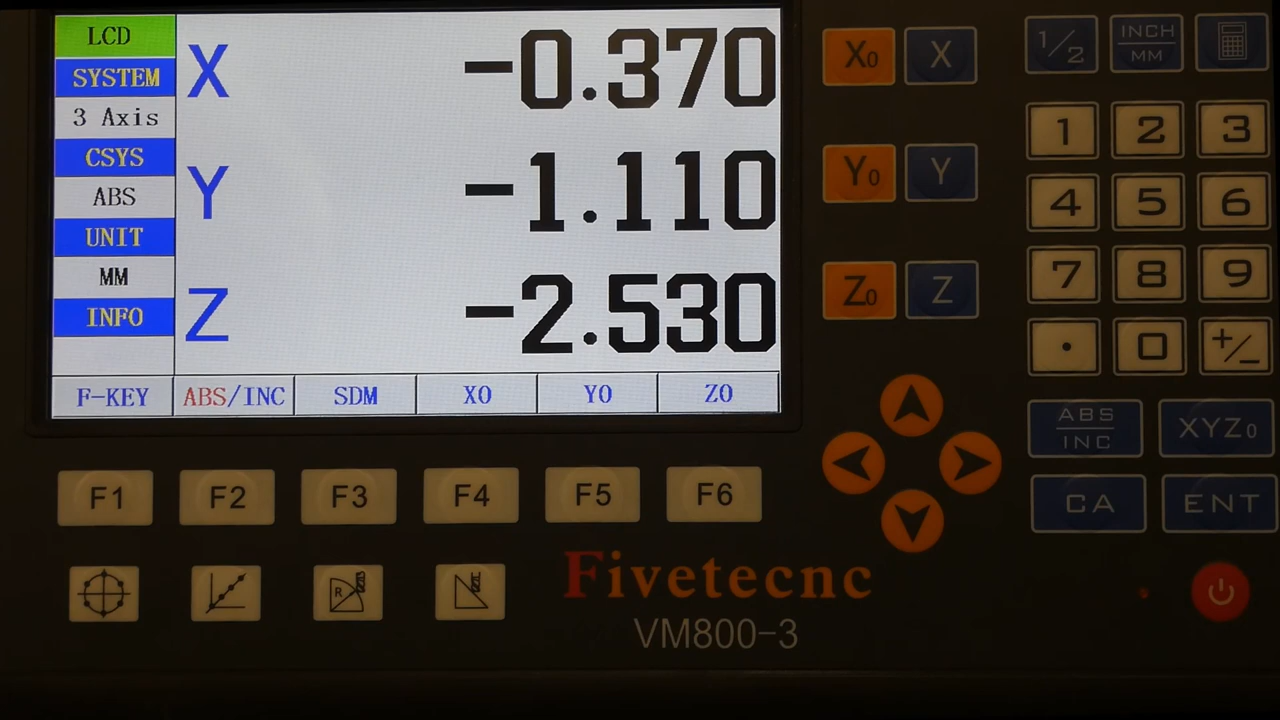 LCD
SYSTEM
3 Axis
CSYS
ABS
UNIT
MM
INFO
X -0.370
Y -1.110
Z -2.530
F-KEY ABS/INC SDM X0 Y0 Z0
X0 X
Y0 Y
Z0 Z
1/2 INCH
MM
1 2 3
4 5 6
7 8 9
. 0 +/-
ABS
INC
XYZ0
CA ENT
F1 F2 F3 F4 F5 F6
R
Fivetecnc
VM800-3